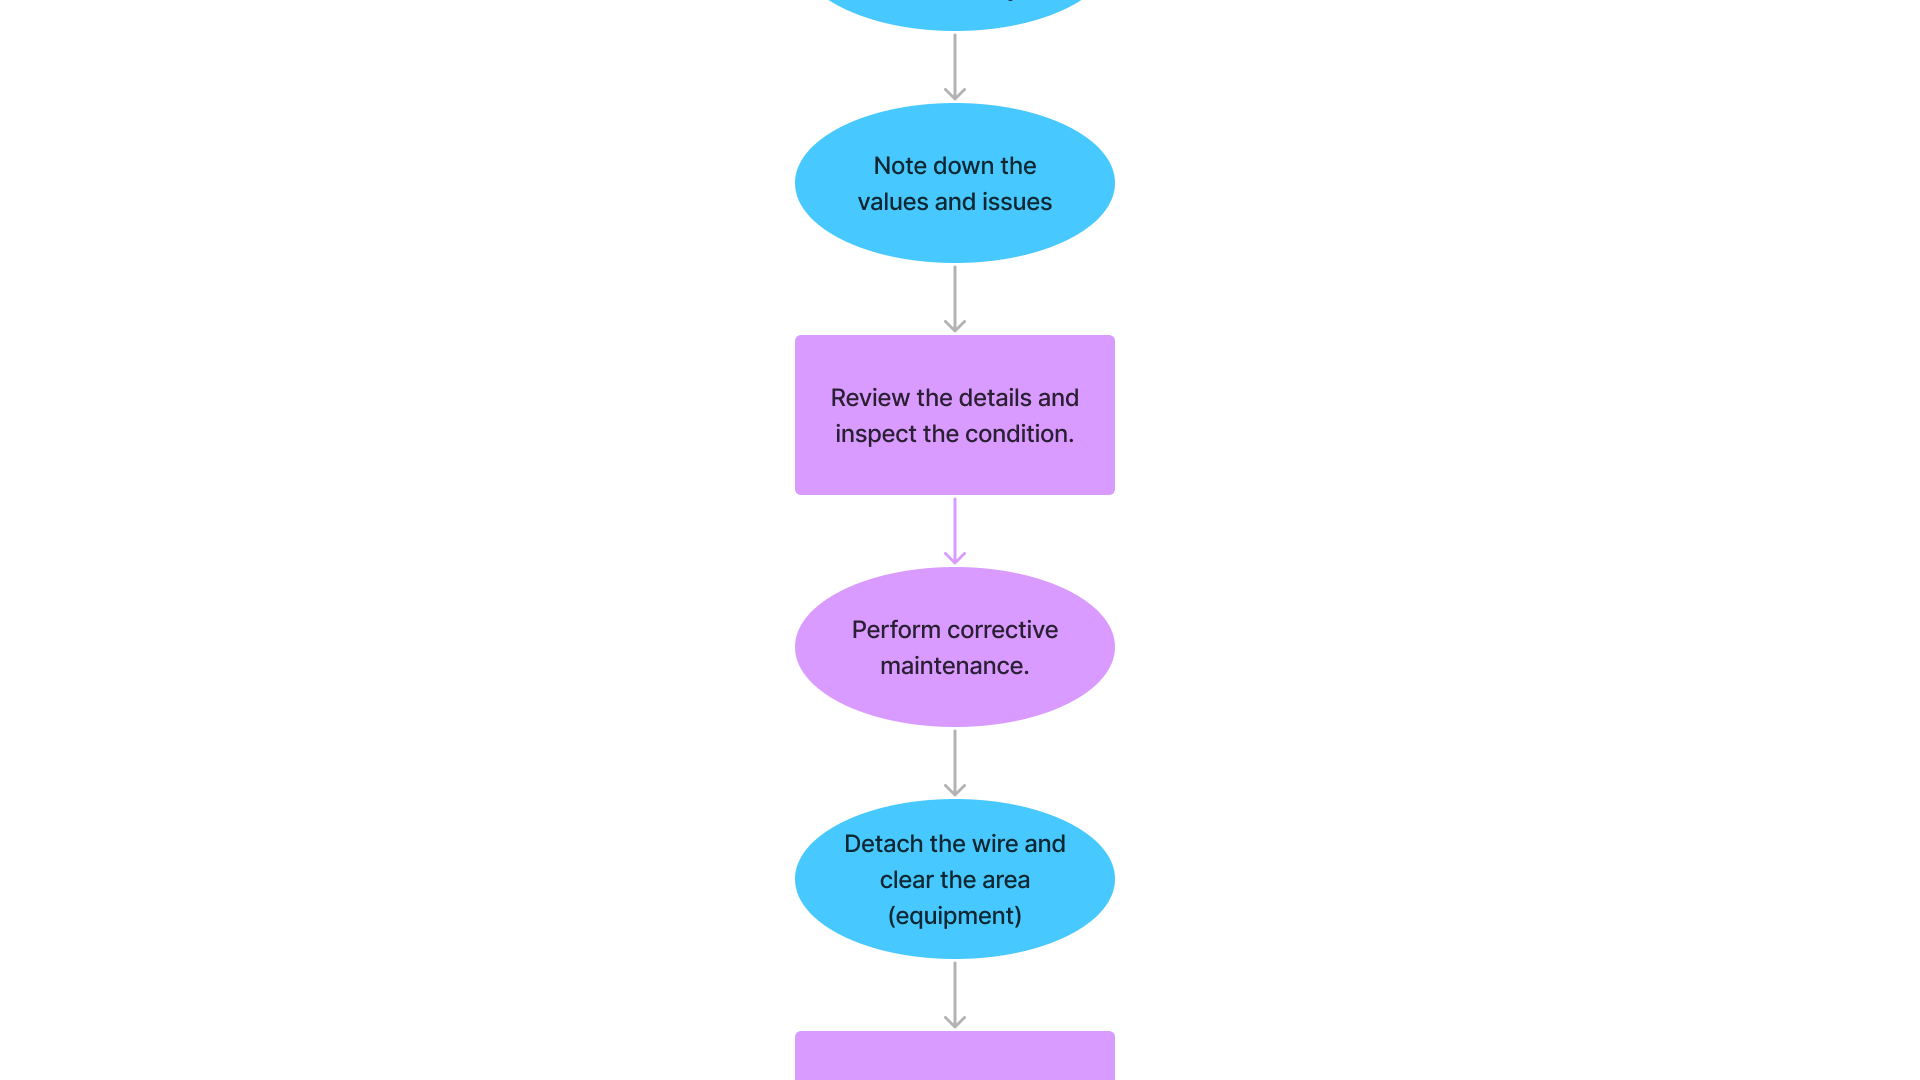 Note down the
values and issues
Review the details and
inspect the condition.
Perform corrective
maintenance.
Detach the wire and
clear the area
(equipment)